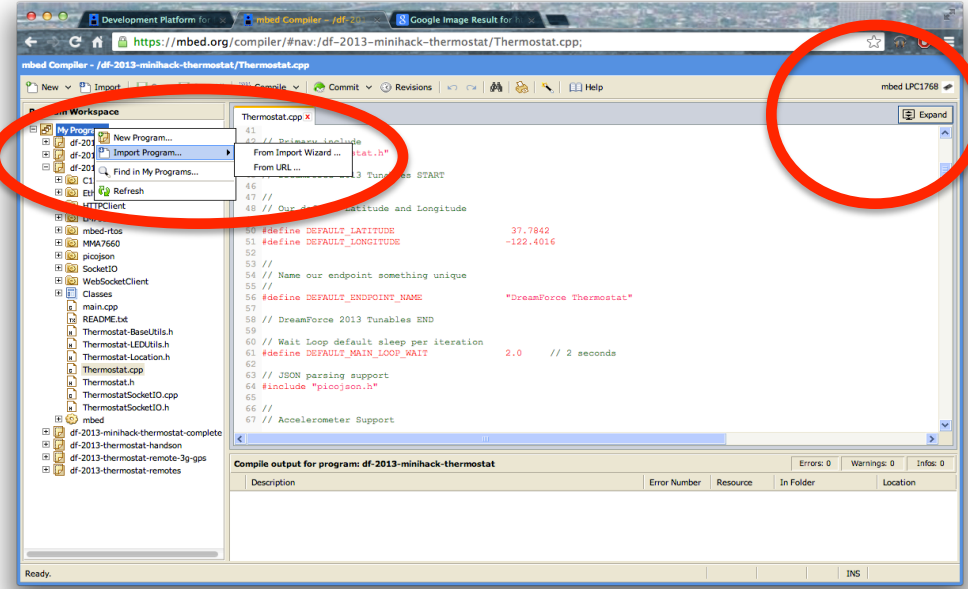 Development Platform for
mbed Compiler – /df-20
Google Image Result for h
https://mbed.org/compiler/#nav:/df-2013-minihack-thermostat/Thermostat.cpp;
mbed Compiler - /df-2013-minihack-thermostat/Thermostat.cpp
New Import Compile Commit Revisions Help mbed LPC1768
Workspace
Thermostat.cpp x
Expand
My Progra
New Program...
Import Program...
Find in My Programs...
Refresh
From Import Wizard ...
From URL ...
df-201
df-201
df-201
C1
Eth
HTTPClient
mbed-rtos
MMA7660
picojson
SocketIO
WebSocketClient
Classes
main.cpp
README.txt
Thermostat-BaseUtils.h
Thermostat-LEDUtils.h
Thermostat-Location.h
Thermostat.cpp
Thermostat.h
ThermostatSocketIO.cpp
ThermostatSocketIO.h
mbed
df-2013-minihack-thermostat-complete
df-2013-thermostat-handson
df-2013-thermostat-remote-3g-gps
df-2013-thermostat-remotes
41
42 // Primary include
tat.h"
2013 Tunables START
46
47 //
48 // Our Latitude and Longitude
50 #define DEFAULT_LATITUDE 37.7842
51 #define DEFAULT_LONGITUDE -122.4016
52
53 //
54 // Name our endpoint something unique
55 //
56 #define DEFAULT_ENDPOINT_NAME "DreamForce Thermostat"
57
58 // DreamForce 2013 Tunables END
59
60 // Wait Loop default sleep per iteration
61 #define DEFAULT_MAIN_LOOP_WAIT 2.0 // 2 seconds
62
63 // JSON parsing support
64 #include "picojson.h"
65
66 //
67 // Accelerometer Support
Compile output for program: df-2013-minihack-thermostat Errors: 0 Warnings: 0 Infos: 0
Description Error Number Resource In Folder Location
Ready. INS